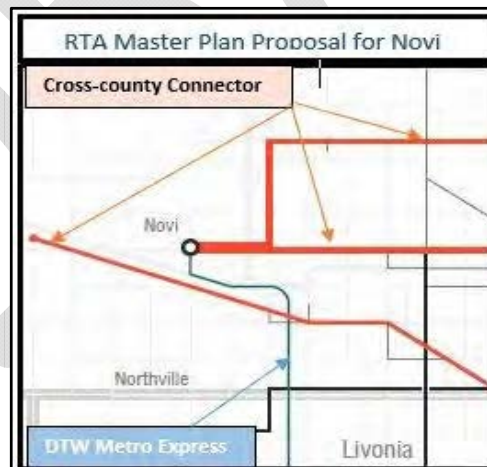 RTA Master Plan Proposal for Novi
Cross-county Connector
Novi
Northville
DTW Metro Express
Livonia